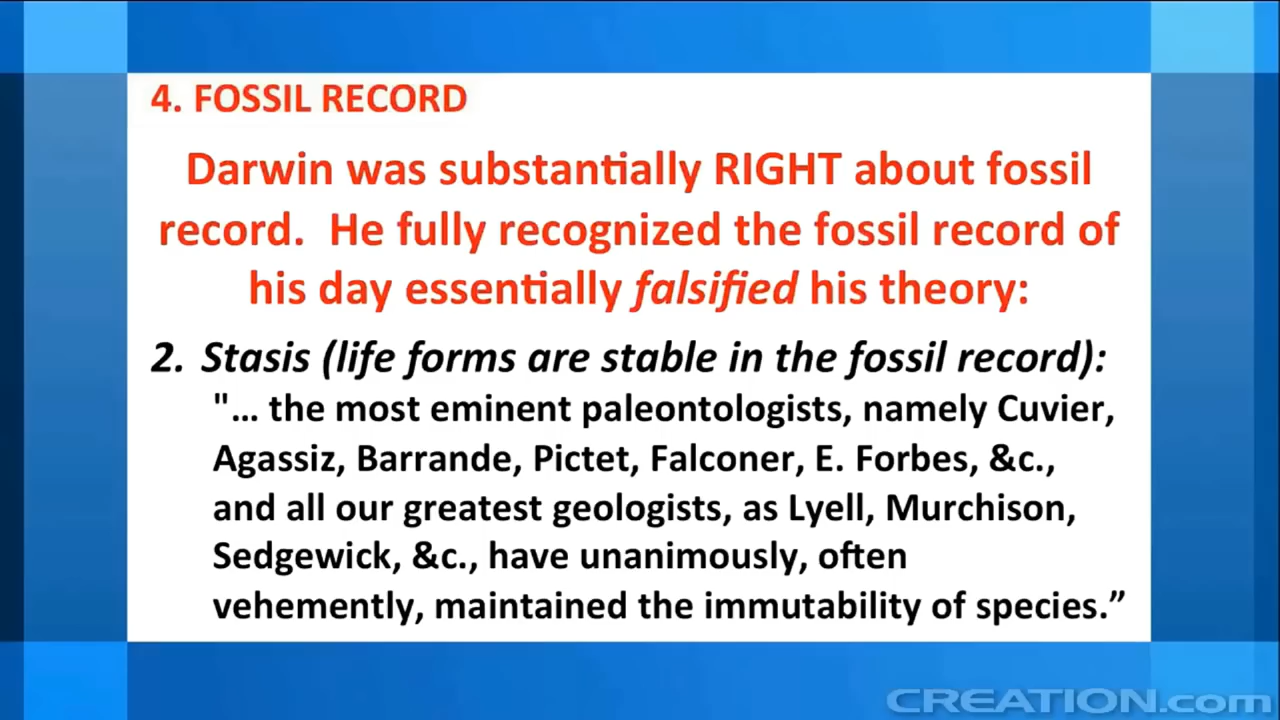 4. FOSSIL RECORD
Darwin was substantially RIGHT about fossil
record.  He fully recognized the fossil record of
his day essentially falsified his theory:
2. Stasis (life forms are stable in the fossil record):
"... the most eminent paleontologists, namely Cuvier,
Agassiz, Barrande, Pictet, Falconer, E. Forbes, &c.,
and all our greatest geologists, as Lyell, Murchison,
Sedgewick, &c., have unanimously, often
vehemently, maintained the immutability of species.”
CREATION.com